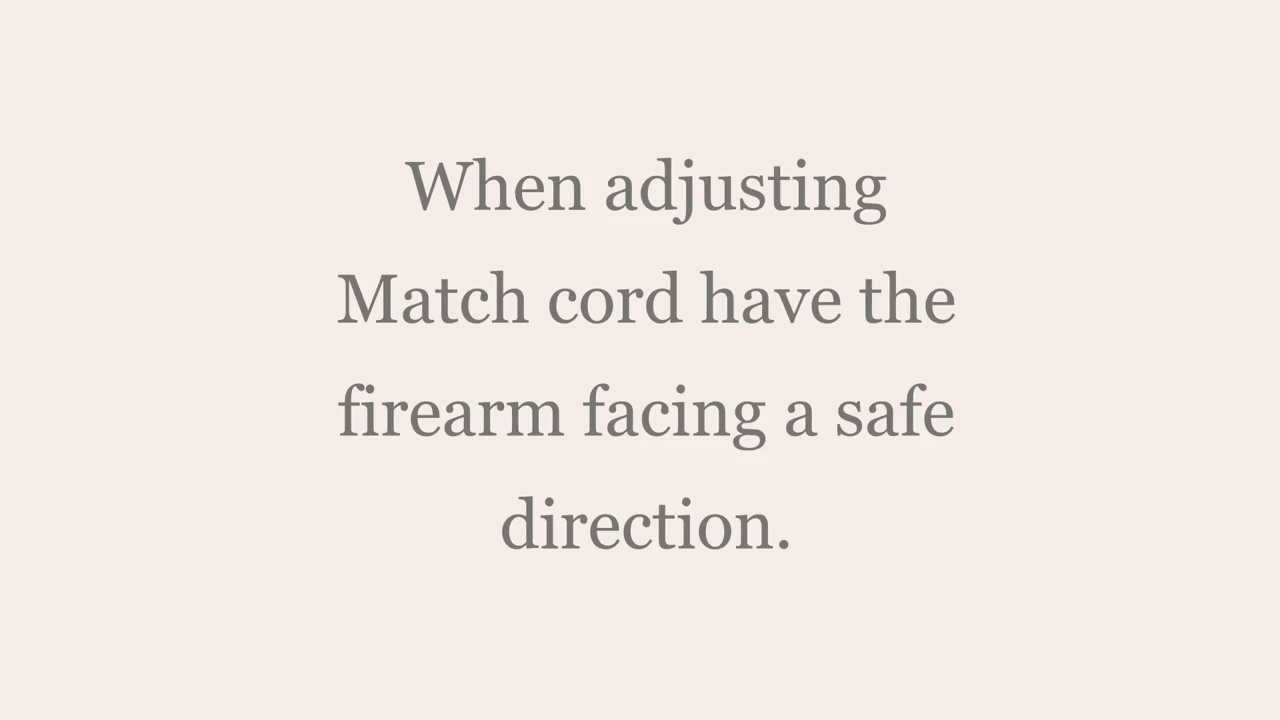 When adjusting
Match cord have the
firearm facing a safe
direction.